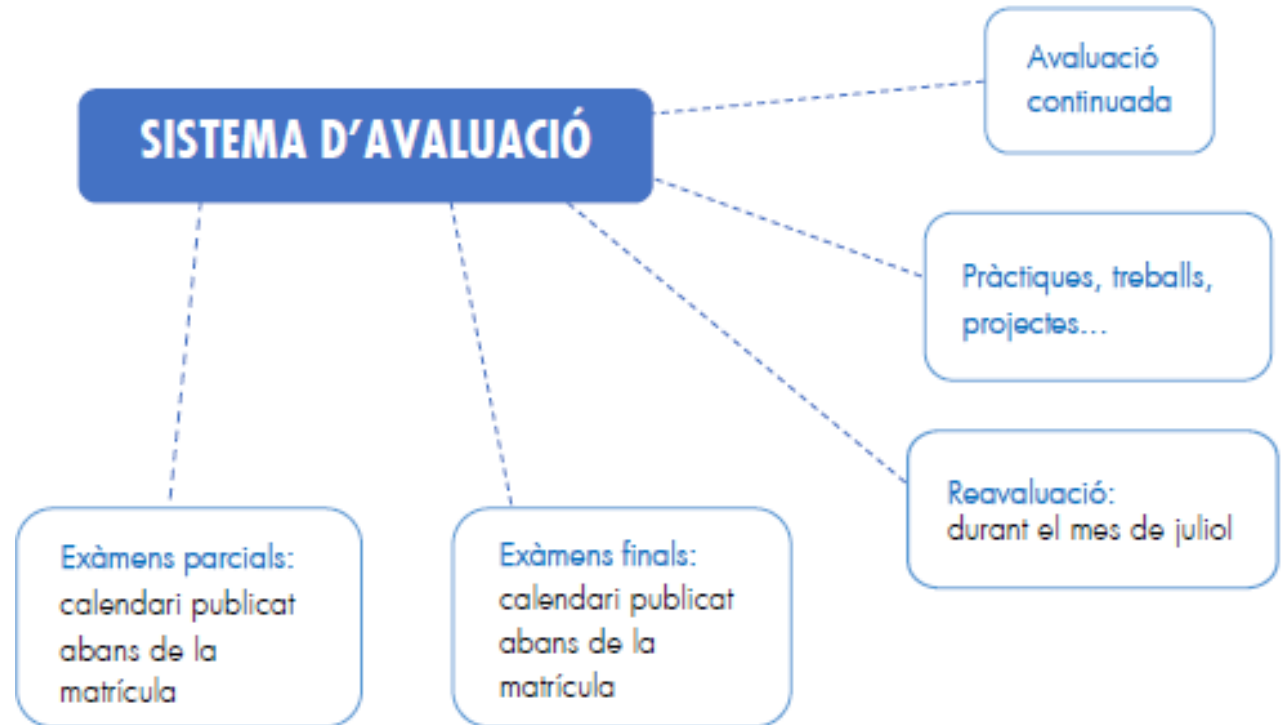 SISTEMA D’AVALUACIÓ
Avaluació
continuada
Pràctiques, treballs,
projectes...
Reavaluació:
durant el mes de juliol
Exàmens parcials:
calendari publicat
abans de la
matrícula
Exàmens finals:
calendari publicat
abans de la
matrícula